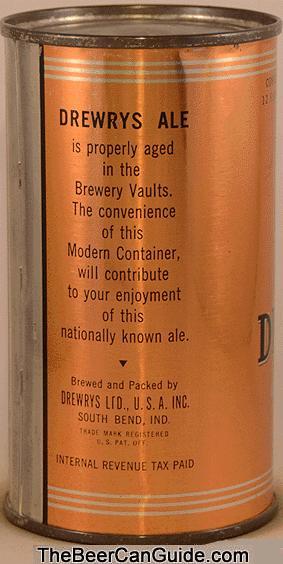 DREWRYS ALE
is properly aged
in the
Brewery Vaults.
The convenience
of this
Modern Container,
will contribute
to your enjoyment
of this
nationally known ale.
Brewed and Packed by
DREWRYS LTD., U. S. A. INC.
SOUTH BEND, IND.
TRADE MARK REGISTERED
U. S. PAT. OFF.
INTERNAL REVENUE TAX PAID
CO
12
D
TheBeerCanGuide.com